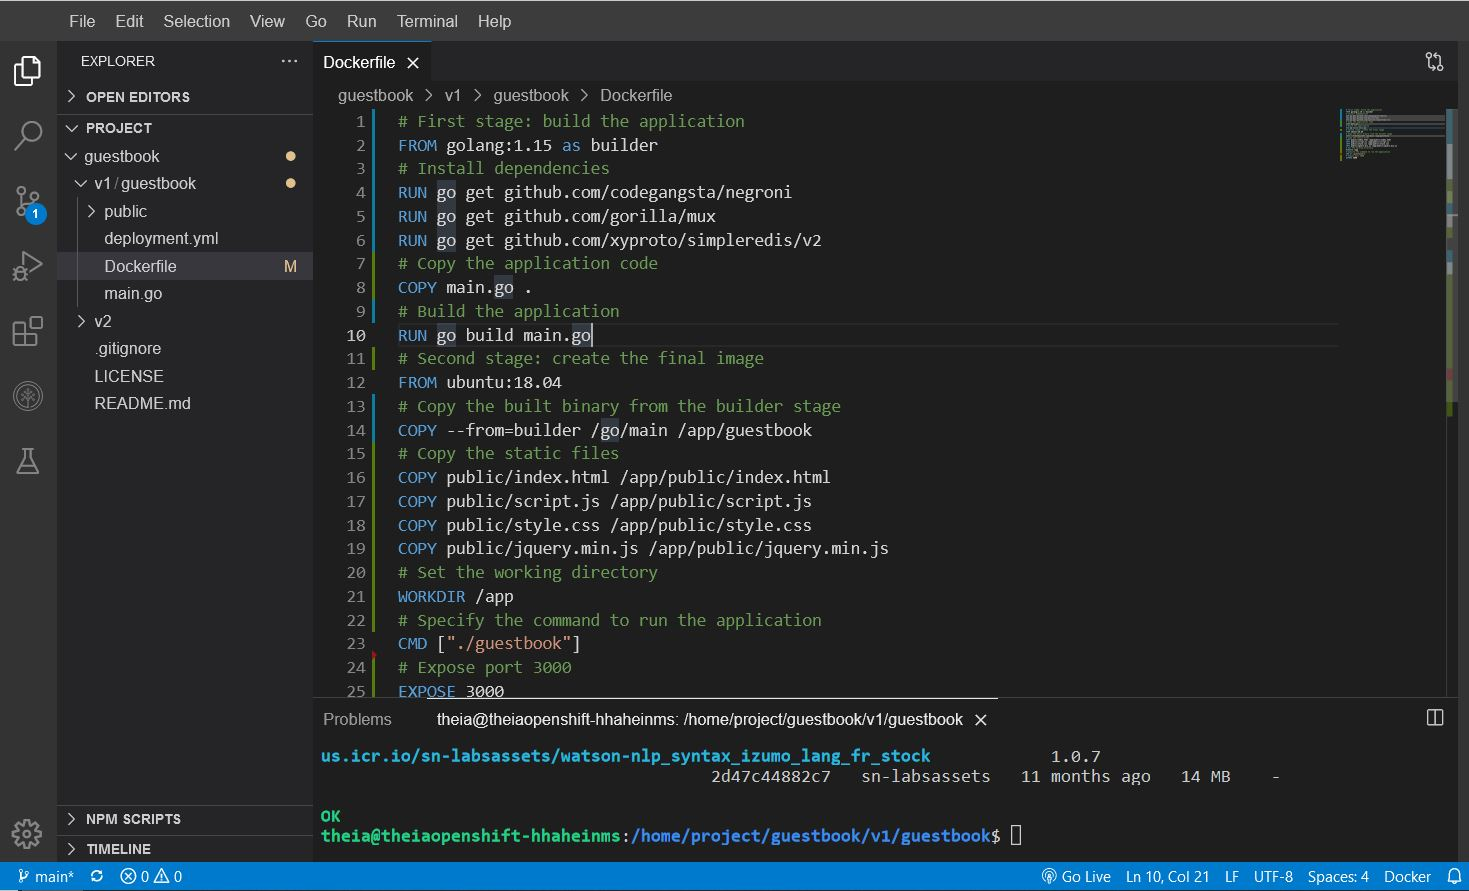 File Edit Selection View Go Run Terminal Help
EXPLORER ...
OPEN EDITORS
PROJECT
guestbook
v1/guestbook
public
deployment.yml
Dockerfile M
main.go
v2
.gitignore
LICENSE
README.md
NPM SCRIPTS
TIMELINE
1
Dockerfile
guestbook > v1 > guestbook > Dockerfile
1 # First stage: build the application
2 FROM golang:1.15 as builder
3 # Install dependencies
4 RUN go get github.com/codegangsta/negroni
5 RUN go get github.com/gorilla/mux
6 RUN go get github.com/xyproto/simpleredis/v2
7 # Copy the application code
8 COPY main.go .
9 # Build the application
10 RUN go build main.go
11 # Second stage: create the final image
12 FROM ubuntu:18.04
13 # Copy the built binary from the builder stage
14 COPY --from=builder /go/main /app/guestbook
15 # Copy the static files
16 COPY public/index.html /app/public/index.html
17 COPY public/script.js /app/public/script.js
18 COPY public/style.css /app/public/style.css
19 COPY public/jquery.min.js /app/public/jquery.min.js
20 # Set the working directory
21 WORKDIR /app
22 # Specify the command to run the application
23 CMD ["./guestbook"]
24 # Expose port 3000
25 EXPOSE 3000
Problems theia@theiaopenshift-hhaheinms: /home/project/guestbook/v1/guestbook
us.icr.io/sn-labsassets/watson-nlp_syntax_izumo_lang_fr_stock 1.0.7
2d47c44882c7 sn-labsassets 11 months ago 14 MB -
OK
theia@theiaopenshift-hhaheinms:/home/project/guestbook/v1/guestbook$
main* 0 0 Go Live Ln 10, Col 21 LF UTF-8 Spaces: 4 Docker